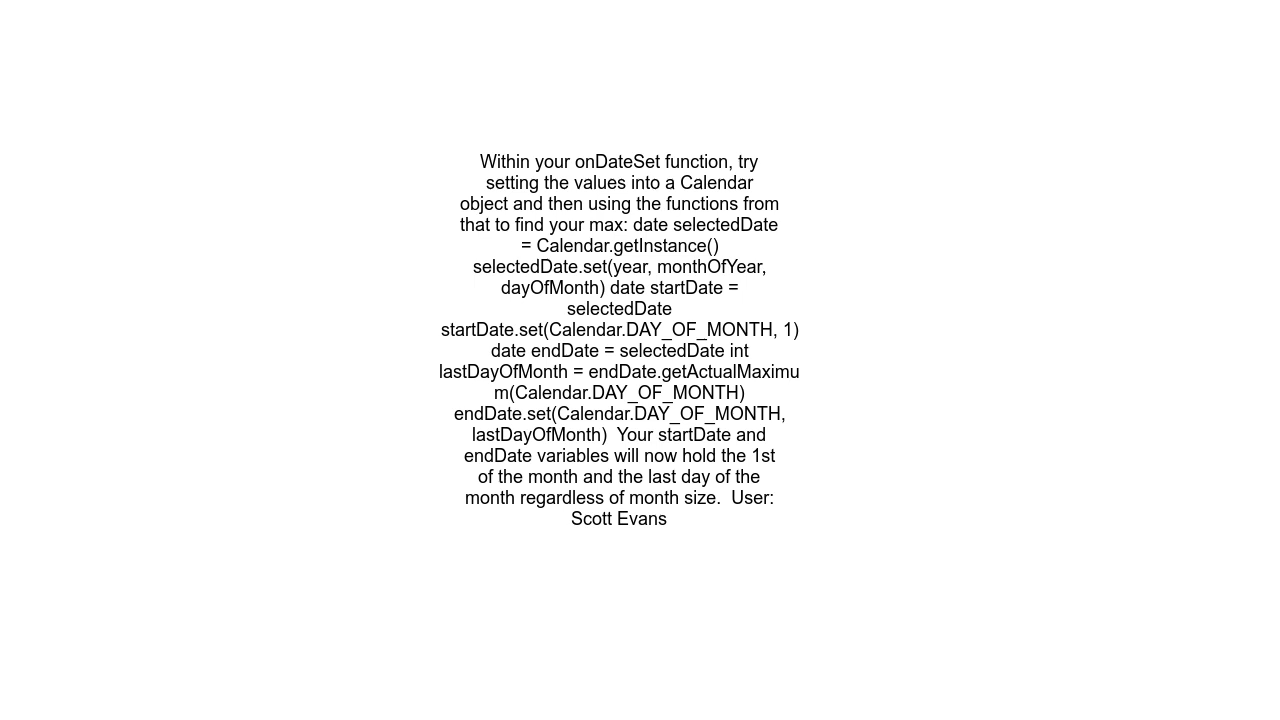 Within your onDateSet function, try
setting the values into a Calendar
object and then using the functions from
that to find your max: date selectedDate
= Calendar.getInstance()
selectedDate.set(year, monthOfYear,
dayOfMonth) date startDate =
selectedDate
startDate.set(Calendar.DAY_OF_MONTH, 1)
date endDate = selectedDate int
lastDayOfMonth = endDate.getActualMaximu
m(Calendar.DAY_OF_MONTH)
endDate.set(Calendar.DAY_OF_MONTH,
lastDayOfMonth)  Your startDate and
endDate variables will now hold the 1st
of the month and the last day of the
month regardless of month size.  User:
Scott Evans